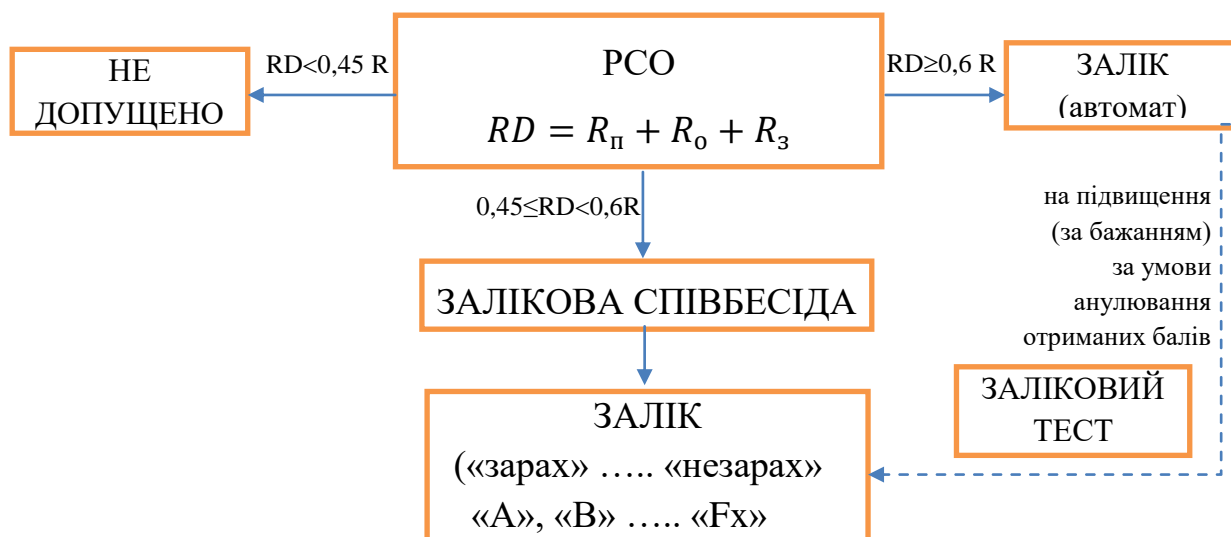 НЕ
ДОПУЩЕНО
RD<0,45 R
РСО
RD = Rп + Rо + Rз
RD≥0,6 R
ЗАЛІК
(автомат)
0,45≤RD<0,6R
на підвищення
(за бажанням)
за умови
анулювання
отриманих балів
ЗАЛІКОВА СПІВБЕСІДА
ЗАЛІКОВИЙ
ТЕСТ
ЗАЛІК
(«зарах» ….. «незарах»
«А», «В» ….. «Fx»